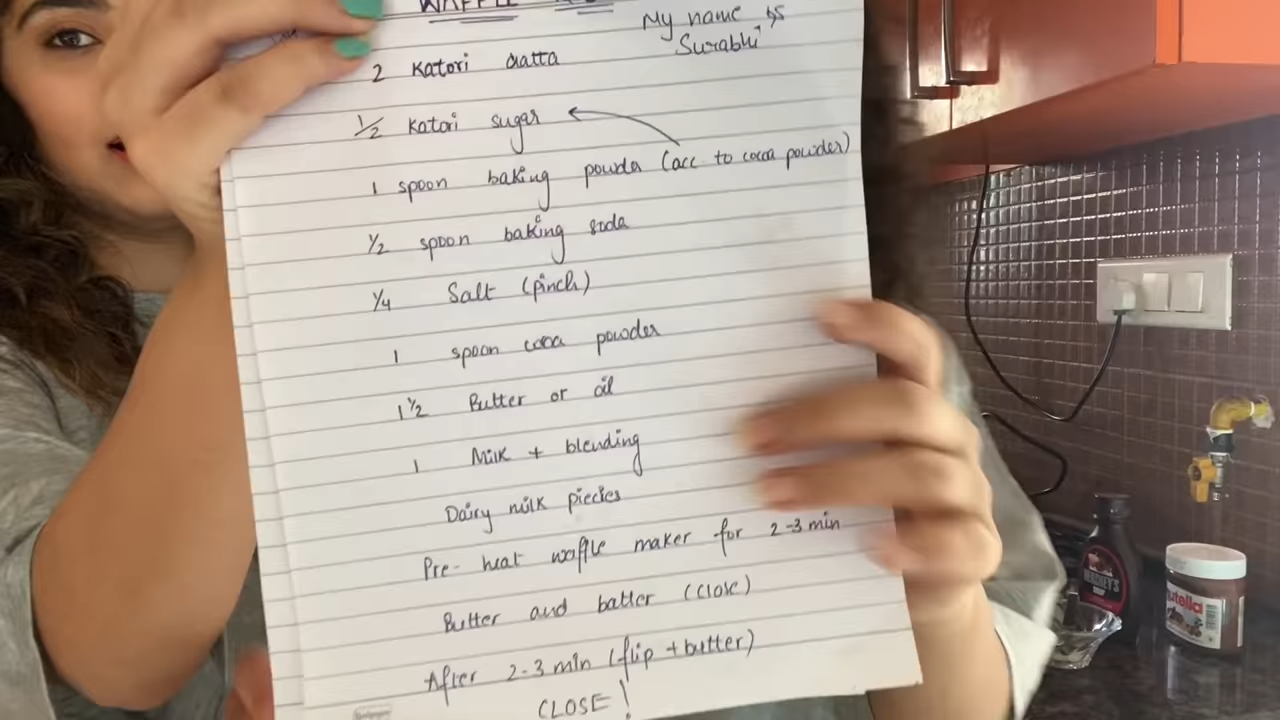 WAFFLE
My name is
Surabhi
2 Katori aatta
1/2 Katori sugar
1 spoon baking powder (acc to cocoa powder)
1/2 spoon baking soda
1/4 Salt (pinch)
1 spoon cocoa powder
1 1/2 Butter or oil
1 Milk + blending
Dairy milk piecies
Pre-heat waffle maker for 2-3 min
Butter and batter (close)
After 2-3 min (flip + butter)
CLOSE!
HERSHEY'S
nutella